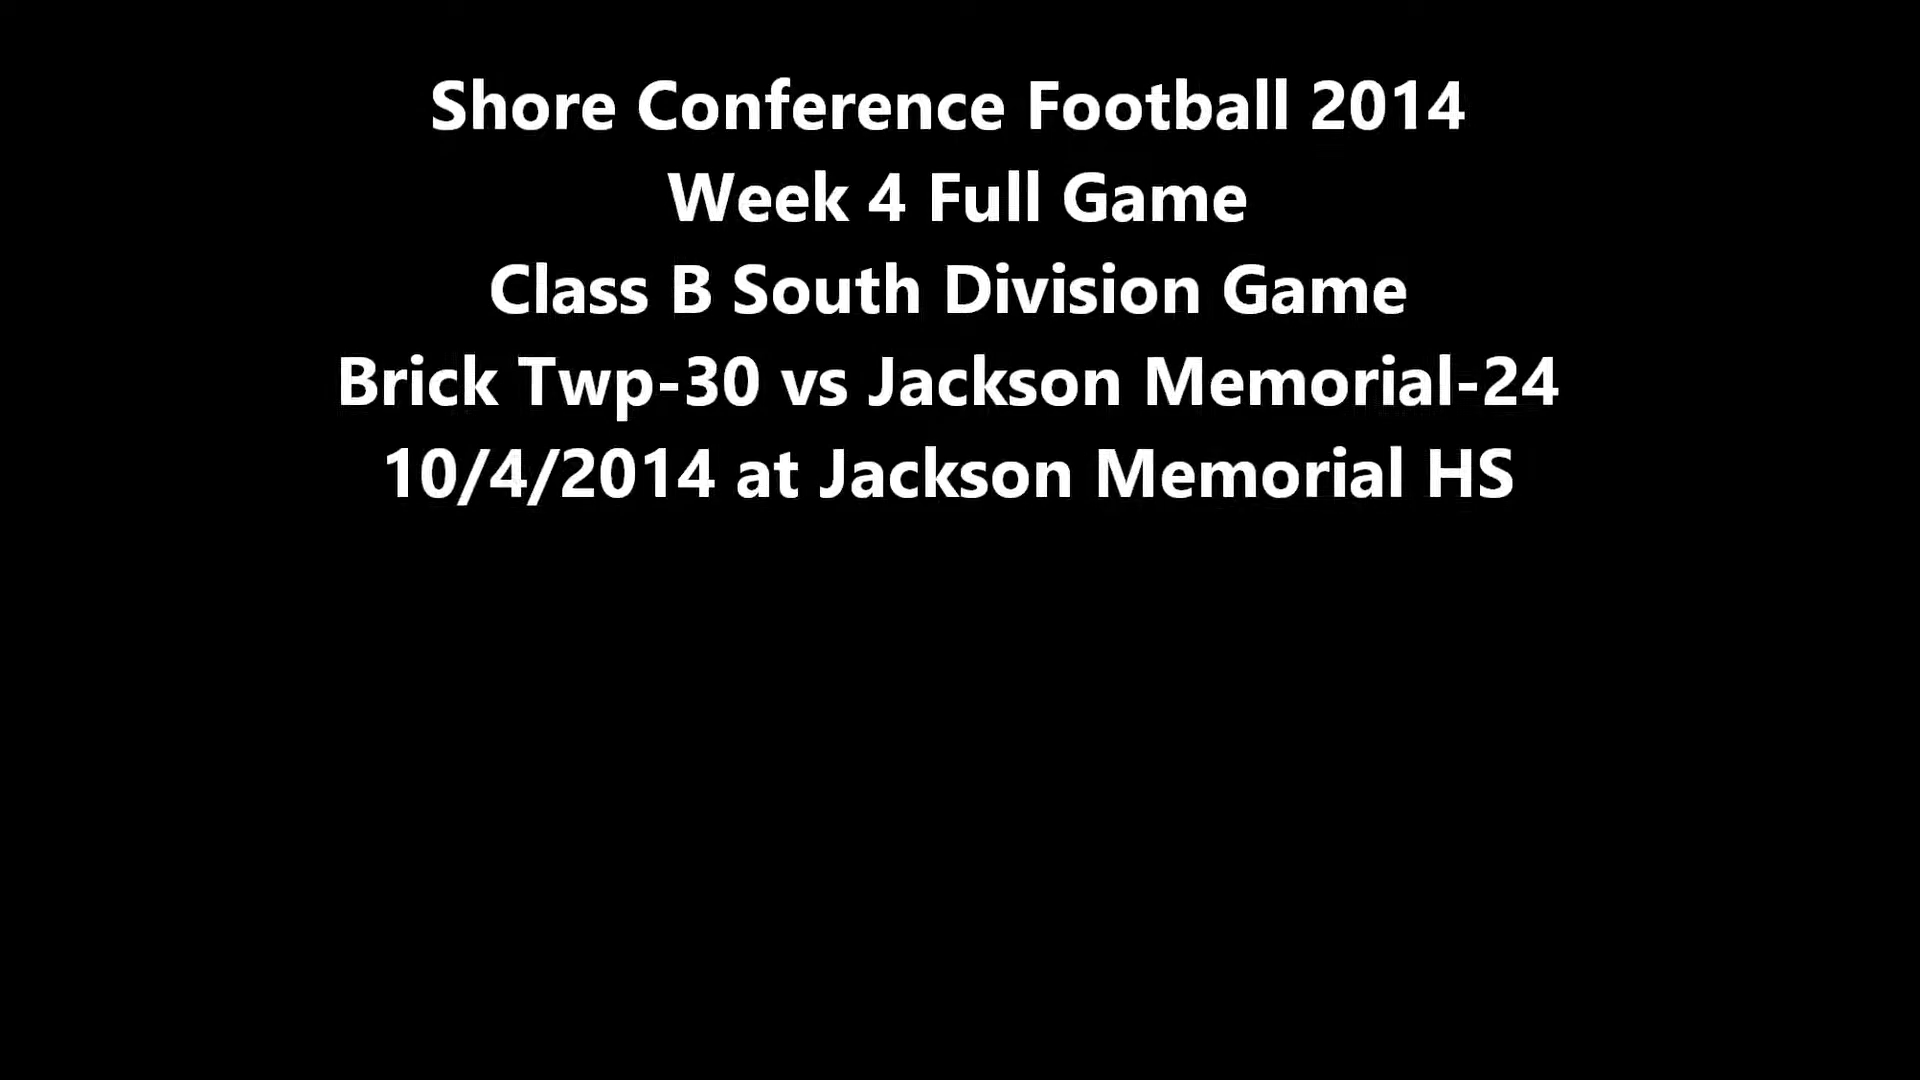 Shore Conference Football 2014
Week 4 Full Game
Class B South Division Game
Brick Twp-30 vs Jackson Memorial-24
10/4/2014 at Jackson Memorial HS